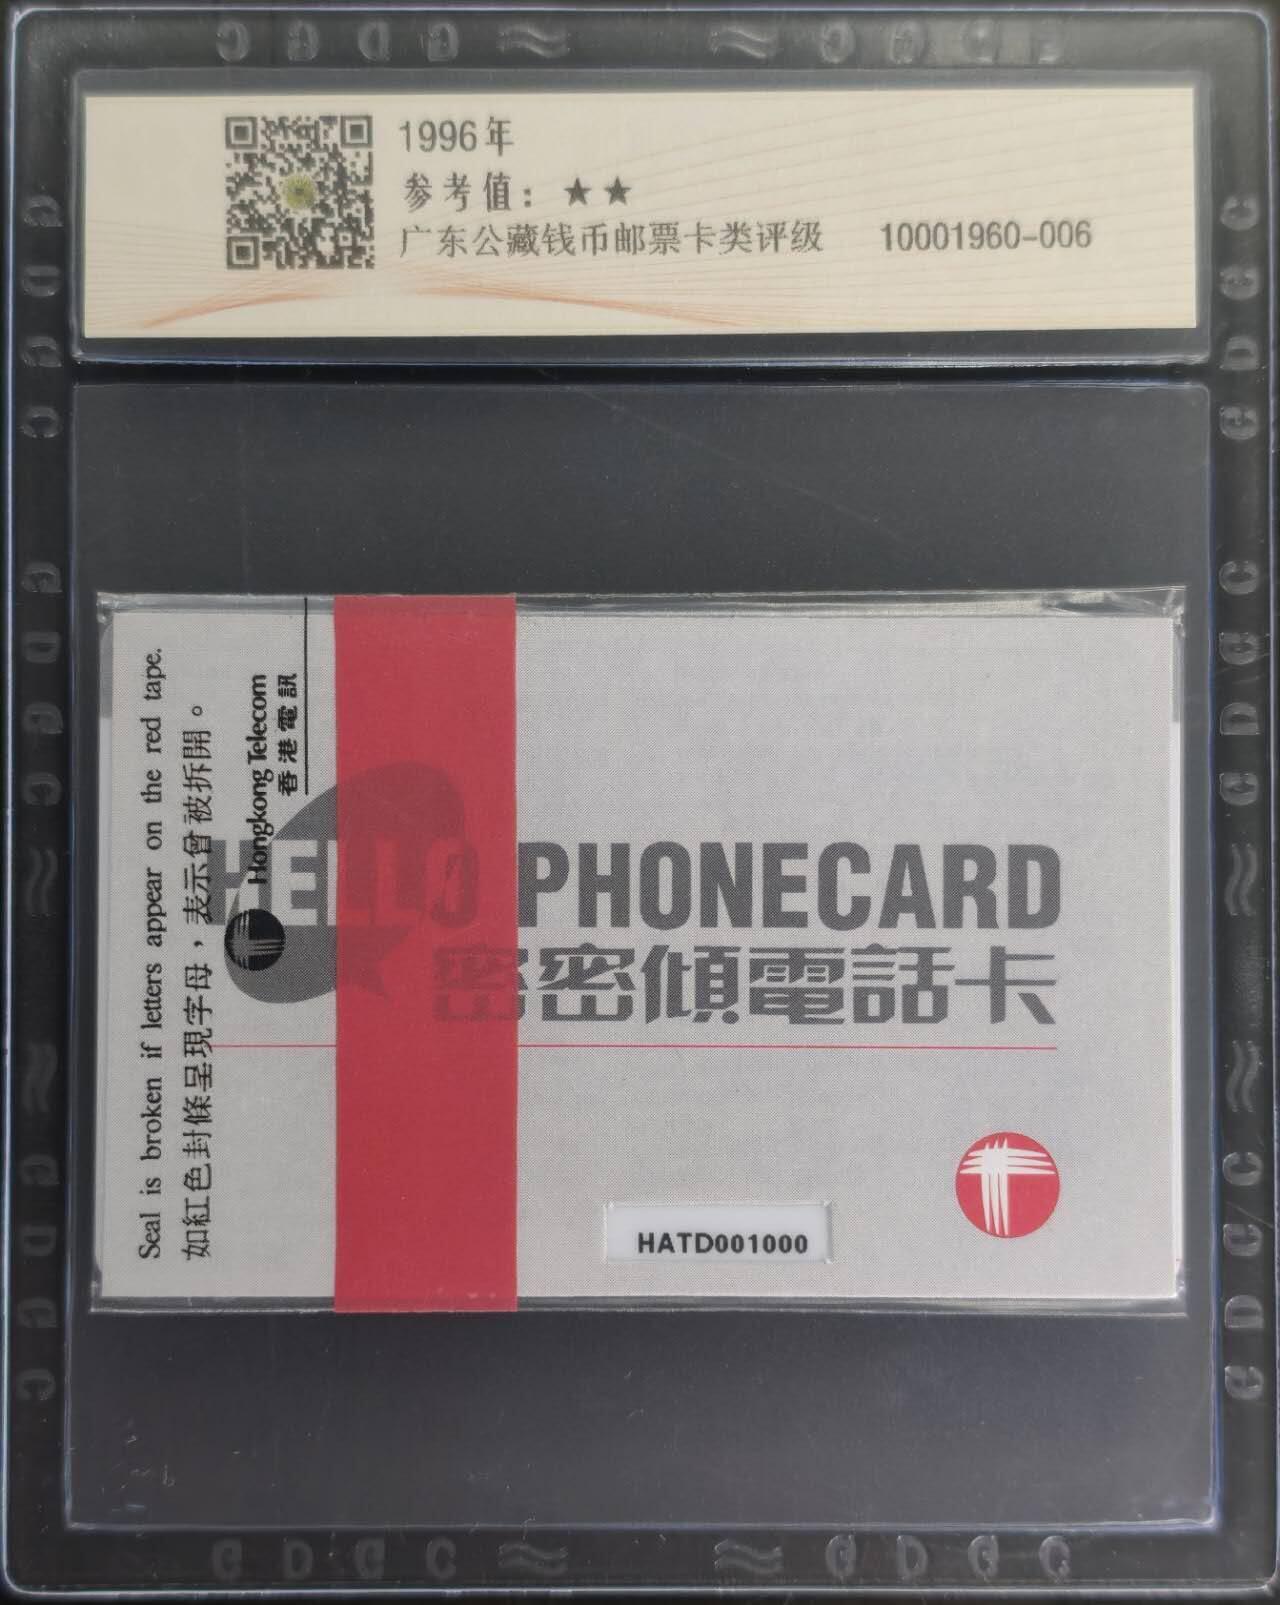 1996年
参考值：★★
广东公藏钱币邮票卡类评级 10001960-006
Seal is broken if letters appear on the red tape.
如紅色封條呈現字母，表示曾被拆開。
Hongkong Telecom
香港電訊
HELLO PHONECARD
密密傾電話卡
HATD001000